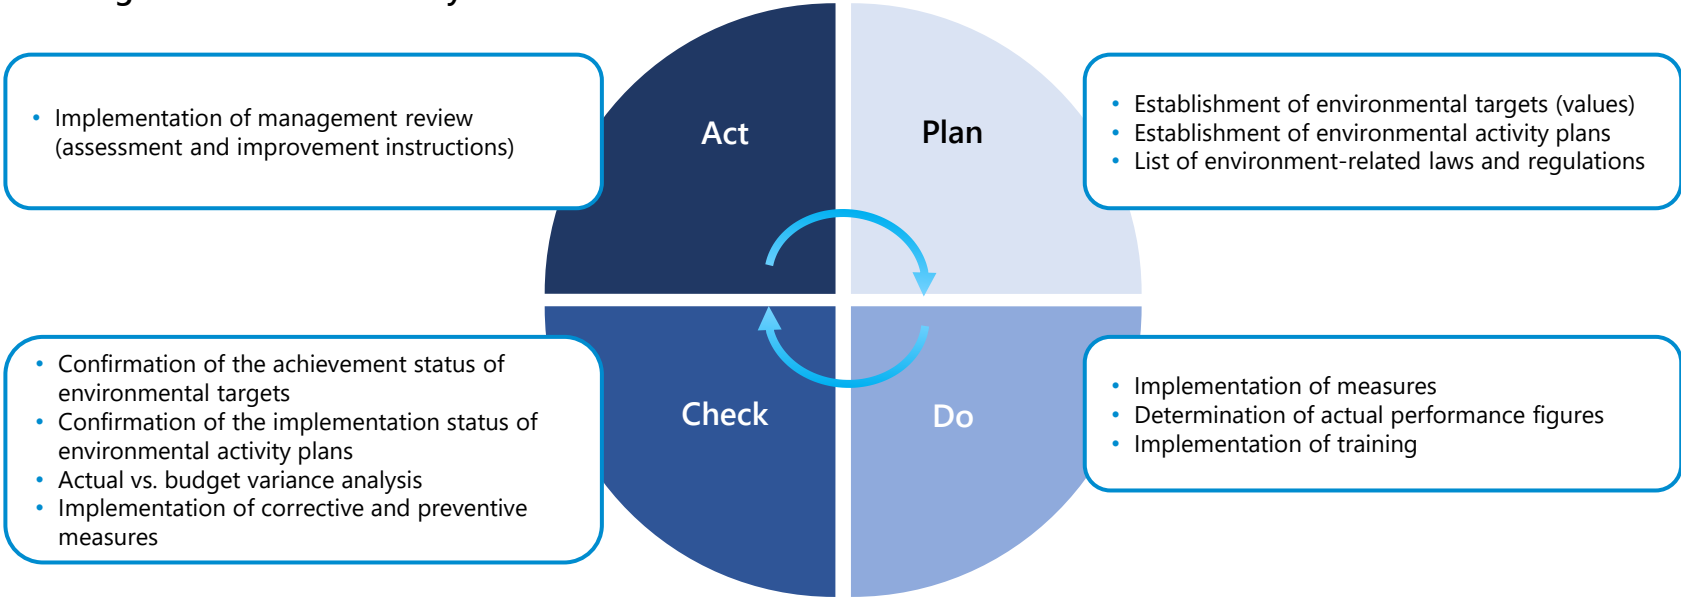 Act
• Implementation of management review
(assessment and improvement instructions)
Plan
• Establishment of environmental targets (values)
• Establishment of environmental activity plans
• List of environment-related laws and regulations
Check
• Confirmation of the achievement status of
environmental targets
• Confirmation of the implementation status of
environmental activity plans
• Actual vs. budget variance analysis
• Implementation of corrective and preventive
measures
Do
• Implementation of measures
• Determination of actual performance figures
• Implementation of training